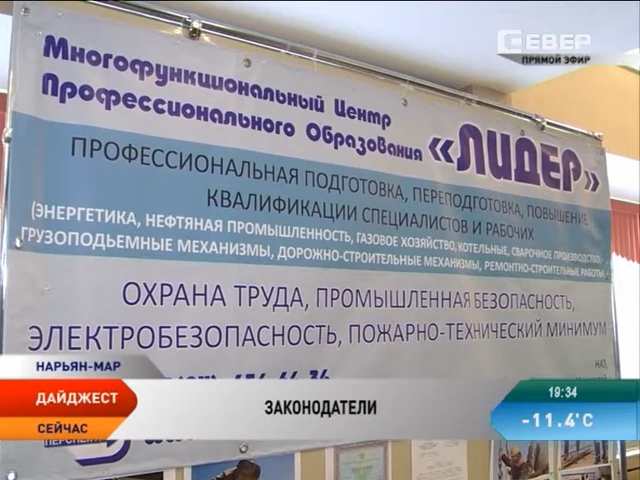 СЕВЕР
ПРЯМОЙ ЭФИР
Многофункциональный Центр
Профессионального Образования «ЛИДЕР»
ПРОФЕССИОНАЛЬНАЯ ПОДГОТОВКА, ПЕРЕПОДГОТОВКА, ПОВЫШЕНИЕ
КВАЛИФИКАЦИИ СПЕЦИАЛИСТОВ И РАБОЧИХ
(ЭНЕРГЕТИКА, НЕФТЯНАЯ ПРОМЫШЛЕННОСТЬ, ГАЗОВОЕ ХОЗЯЙСТВО, КОТЕЛЬНЫЕ, СВАРОЧНОЕ ПРОИЗВОДСТВО,
ГРУЗОПОДЬЕМНЫЕ МЕХАНИЗМЫ, ДОРОЖНО-СТРОИТЕЛЬНЫЕ МЕХАНИЗМЫ, РЕМОНТНО-СТРОИТЕЛЬНЫЕ РАБОТЫ,
ОХРАНА ТРУДА, ПРОМЫШЛЕННАЯ БЕЗОПАСНОСТЬ,
ЭЛЕКТРОБЕЗОПАСНОСТЬ, ПОЖАРНО-ТЕХНИЧЕСКИЙ МИНИМУМ
НАО,
НАРЬЯН-МАР
ДАЙДЖЕСТ
СЕЙЧАС
ЗАКОНОДАТЕЛИ
19:34
-11.4°C